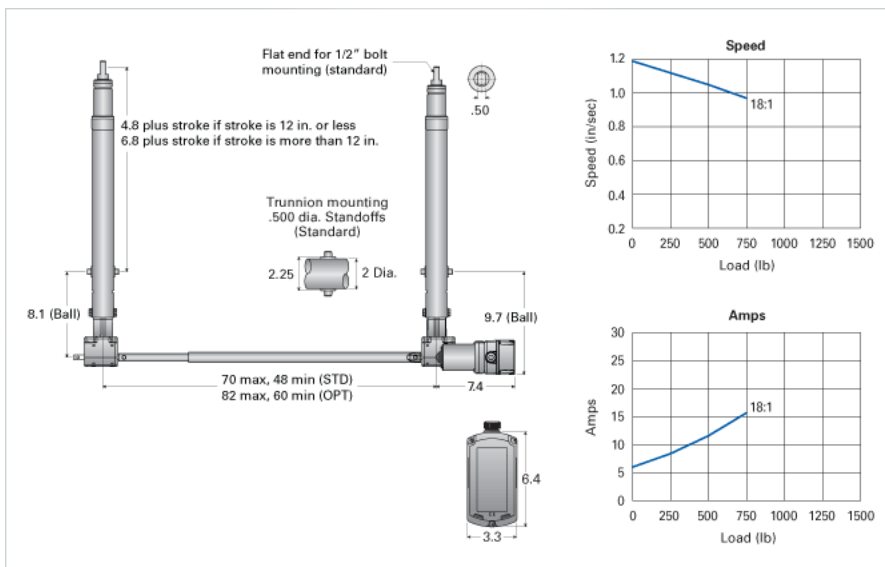 Flat end for 1/2" bolt
mounting (standard)
.50
4.8 plus stroke if stroke is 12 in. or less
6.8 plus stroke if stroke is more than 12 in.
Trunnion mounting
.500 dia. Standoffs
(Standard)
2.25
2 Dia.
8.1 (Ball)
9.7 (Ball)
70 max, 48 min (STD)
82 max, 60 min (OPT)
7.4
6.4
3.3
Speed
Speed (in/sec)
1.2
1.0
0.8
0.6
0.4
0.2
18:1
0 250 500 750 1000 1250 1500
Load (lb)
Amps
Amps
30
25
20
15
10
5
0
18:1
0 250 500 750 1000 1250 1500
Load (lb)